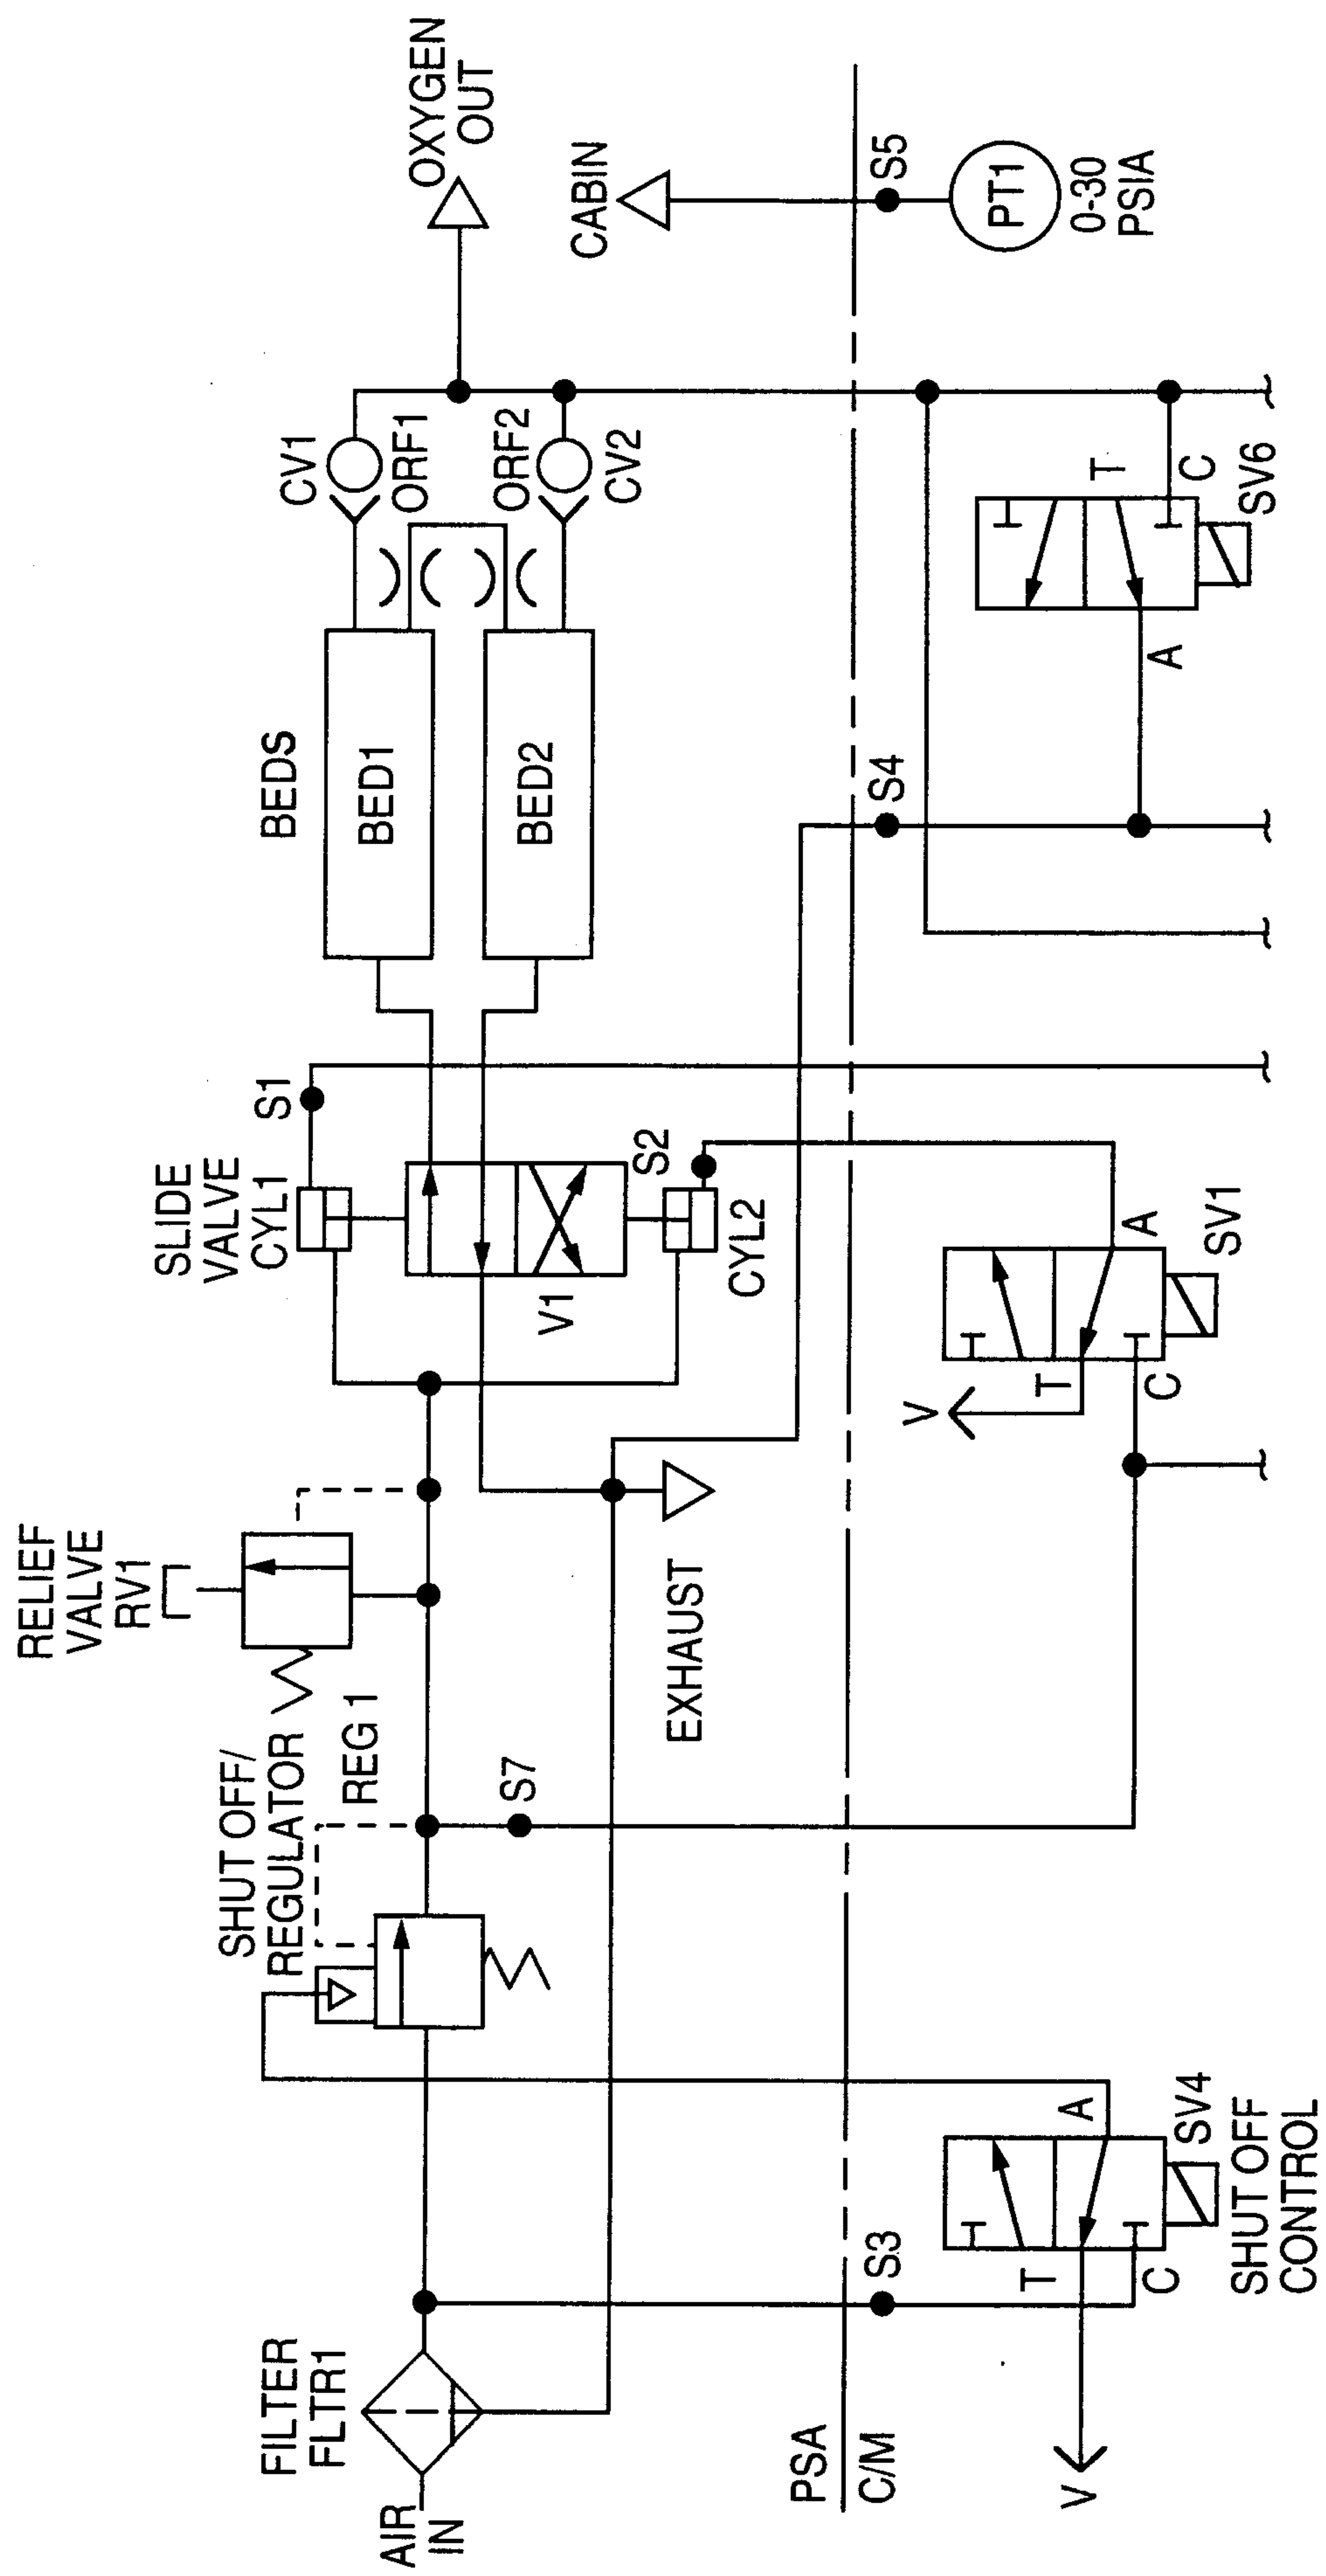 RELIEF
VALVE
RV1
SLIDE
VALVE
CYL1
S1
SHUT OFF/
REGULATOR
REG 1
FILTER
FLTR1
AIR
IN
S7
V1
S2
CYL2
EXHAUST
BEDS
BED1
BED2
CV1
ORF1
ORF2
CV2
OXYGEN
OUT
CABIN
S5
PT1
0-30
PSIA
PSA
C/M
S3
S4
V
T
C
A
SV4
SHUT OFF
CONTROL
V
T
C
A
SV1
A
T
C
SV6